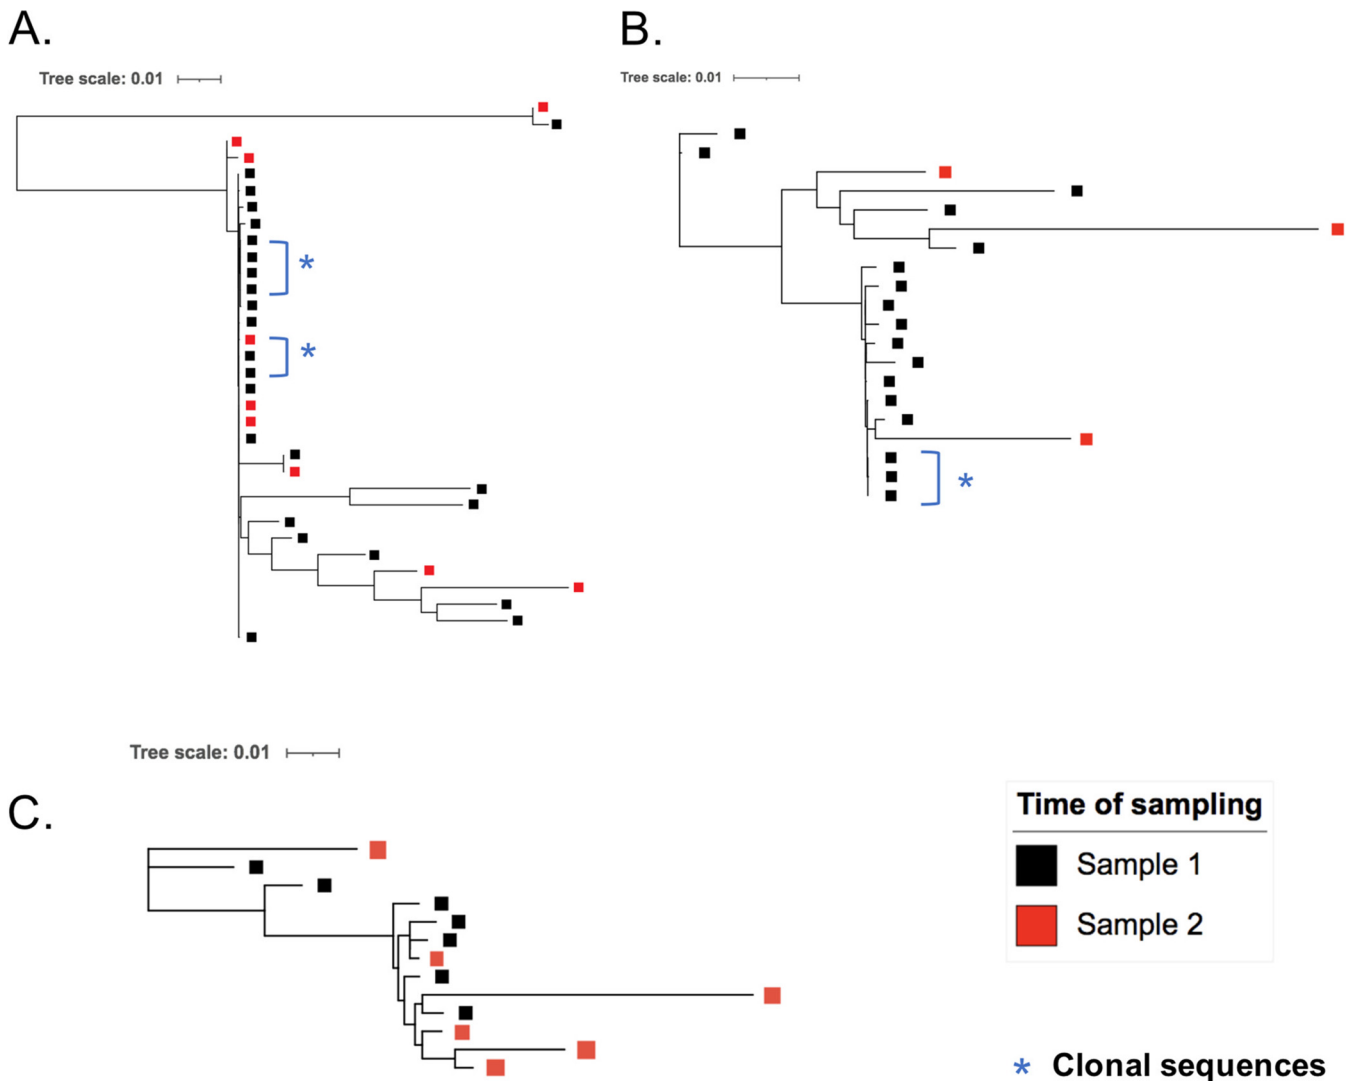 A.
B.
Tree scale: 0.01
Tree scale: 0.01
*
*
*
Tree scale: 0.01
C.
Time of sampling
Sample 1
Sample 2
* Clonal sequences